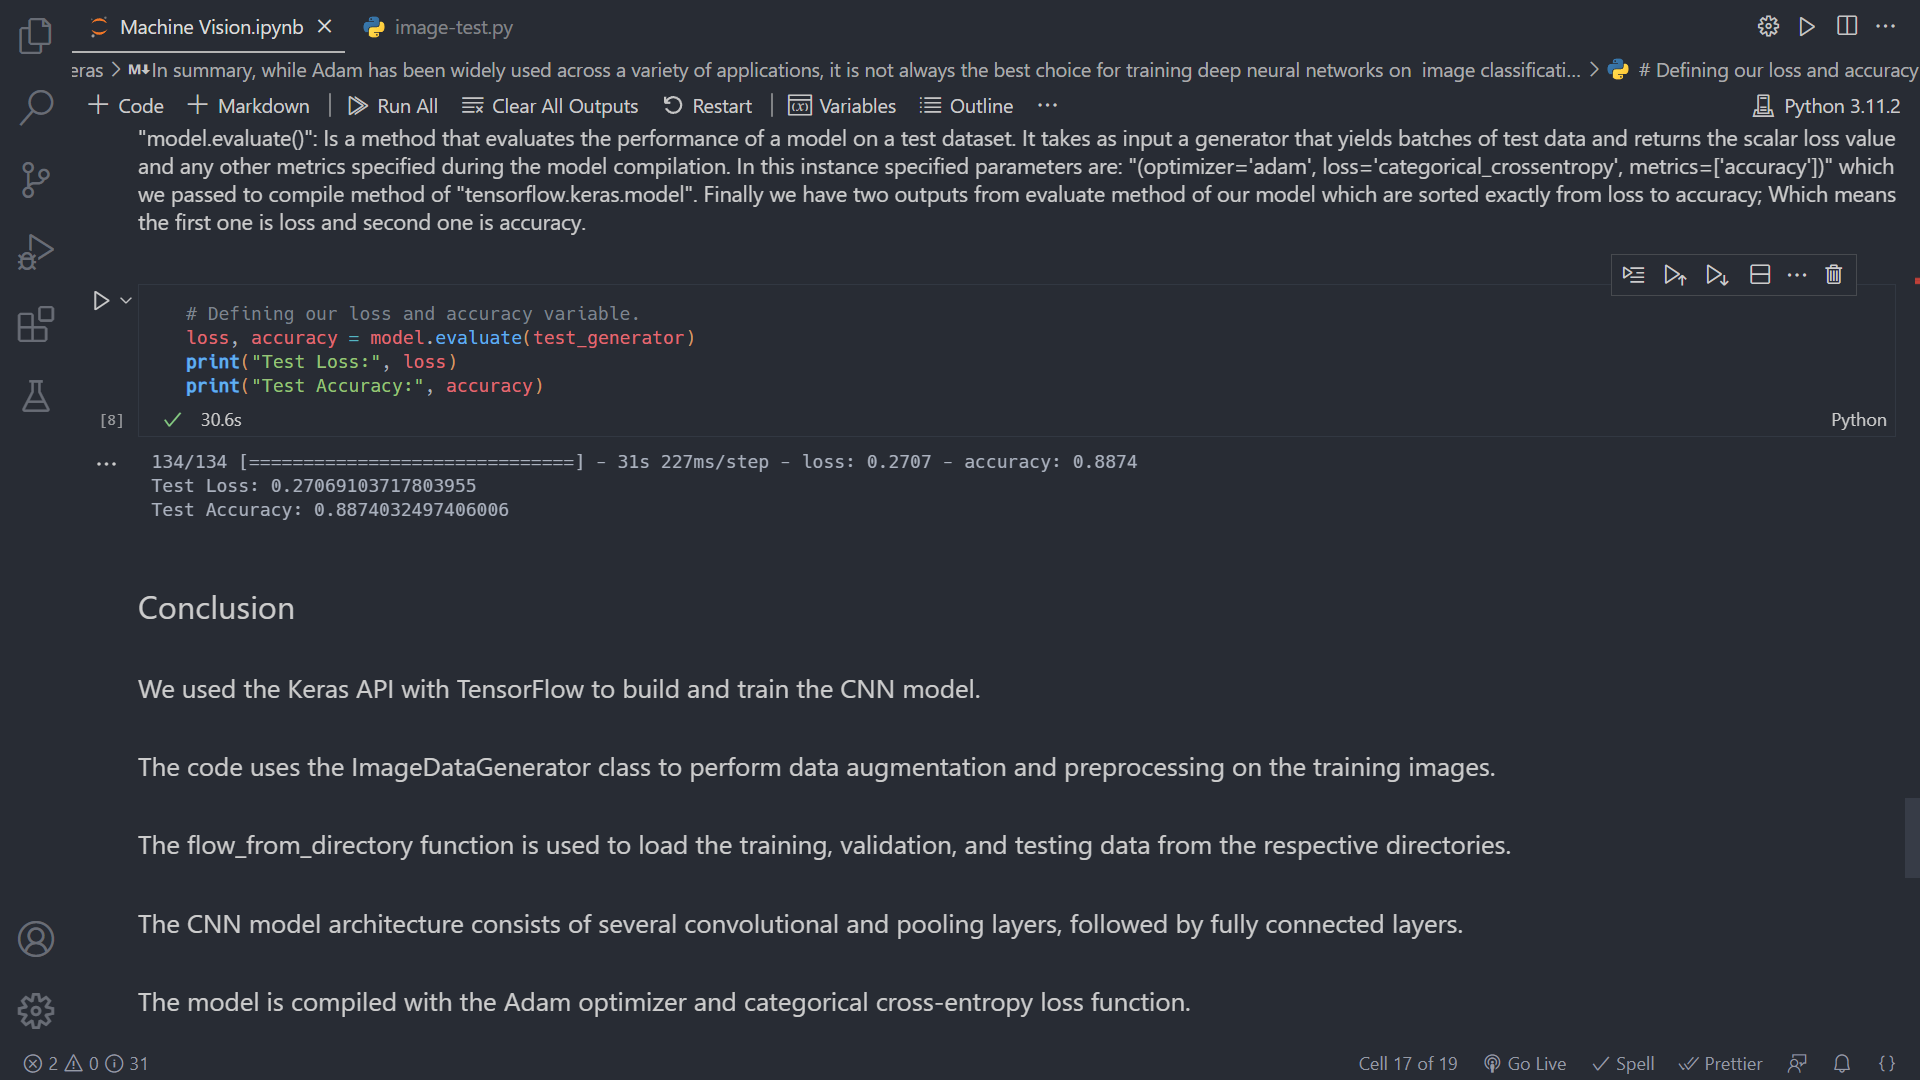 Machine Vision.ipynb
image-test.py
eras > M↓In summary, while Adam has been widely used across a variety of applications, it is not always the best choice for training deep neural networks on image classificati... > # Defining our loss and accuracy
+ Code + Markdown | Run All Clear All Outputs Restart | Variables Outline ...
Python 3.11.2
"model.evaluate()": Is a method that evaluates the performance of a model on a test dataset. It takes as input a generator that yields batches of test data and returns the scalar loss value
and any other metrics specified during the model compilation. In this instance specified parameters are: "(optimizer='adam', loss='categorical_crossentropy', metrics=['accuracy'])" which
we passed to compile method of "tensorflow.keras.model". Finally we have two outputs from evaluate method of our model which are sorted exactly from loss to accuracy; Which means
the first one is loss and second one is accuracy.
# Defining our loss and accuracy variable.
loss, accuracy = model.evaluate(test_generator)
print("Test Loss:", loss)
print("Test Accuracy:", accuracy)
[8] 30.6s
Python
134/134 [==============================] - 31s 227ms/step - loss: 0.2707 - accuracy: 0.8874
Test Loss: 0.27069103717803955
Test Accuracy: 0.8874032497406006
Conclusion
We used the Keras API with TensorFlow to build and train the CNN model.
The code uses the ImageDataGenerator class to perform data augmentation and preprocessing on the training images.
The flow_from_directory function is used to load the training, validation, and testing data from the respective directories.
The CNN model architecture consists of several convolutional and pooling layers, followed by fully connected layers.
The model is compiled with the Adam optimizer and categorical cross-entropy loss function.
2 0 31
Cell 17 of 19 Go Live Spell Prettier {}